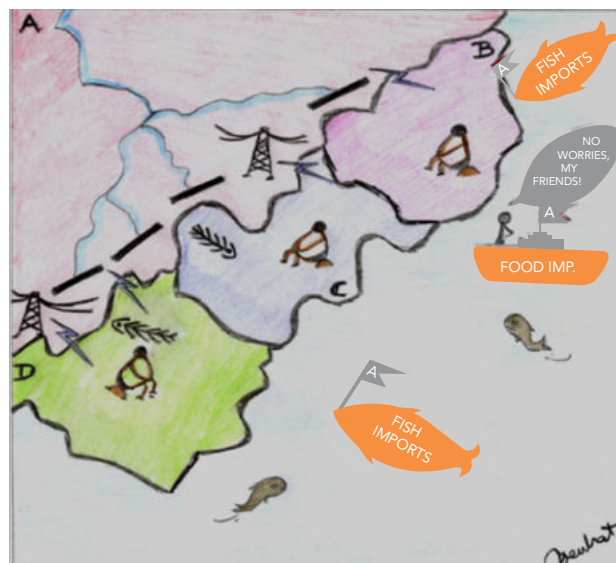 A
B
A
FISH
IMPORTS
NO
WORRIES,
MY
FRIENDS!
A
FOOD IMP.
C
D
A
FISH
IMPORTS